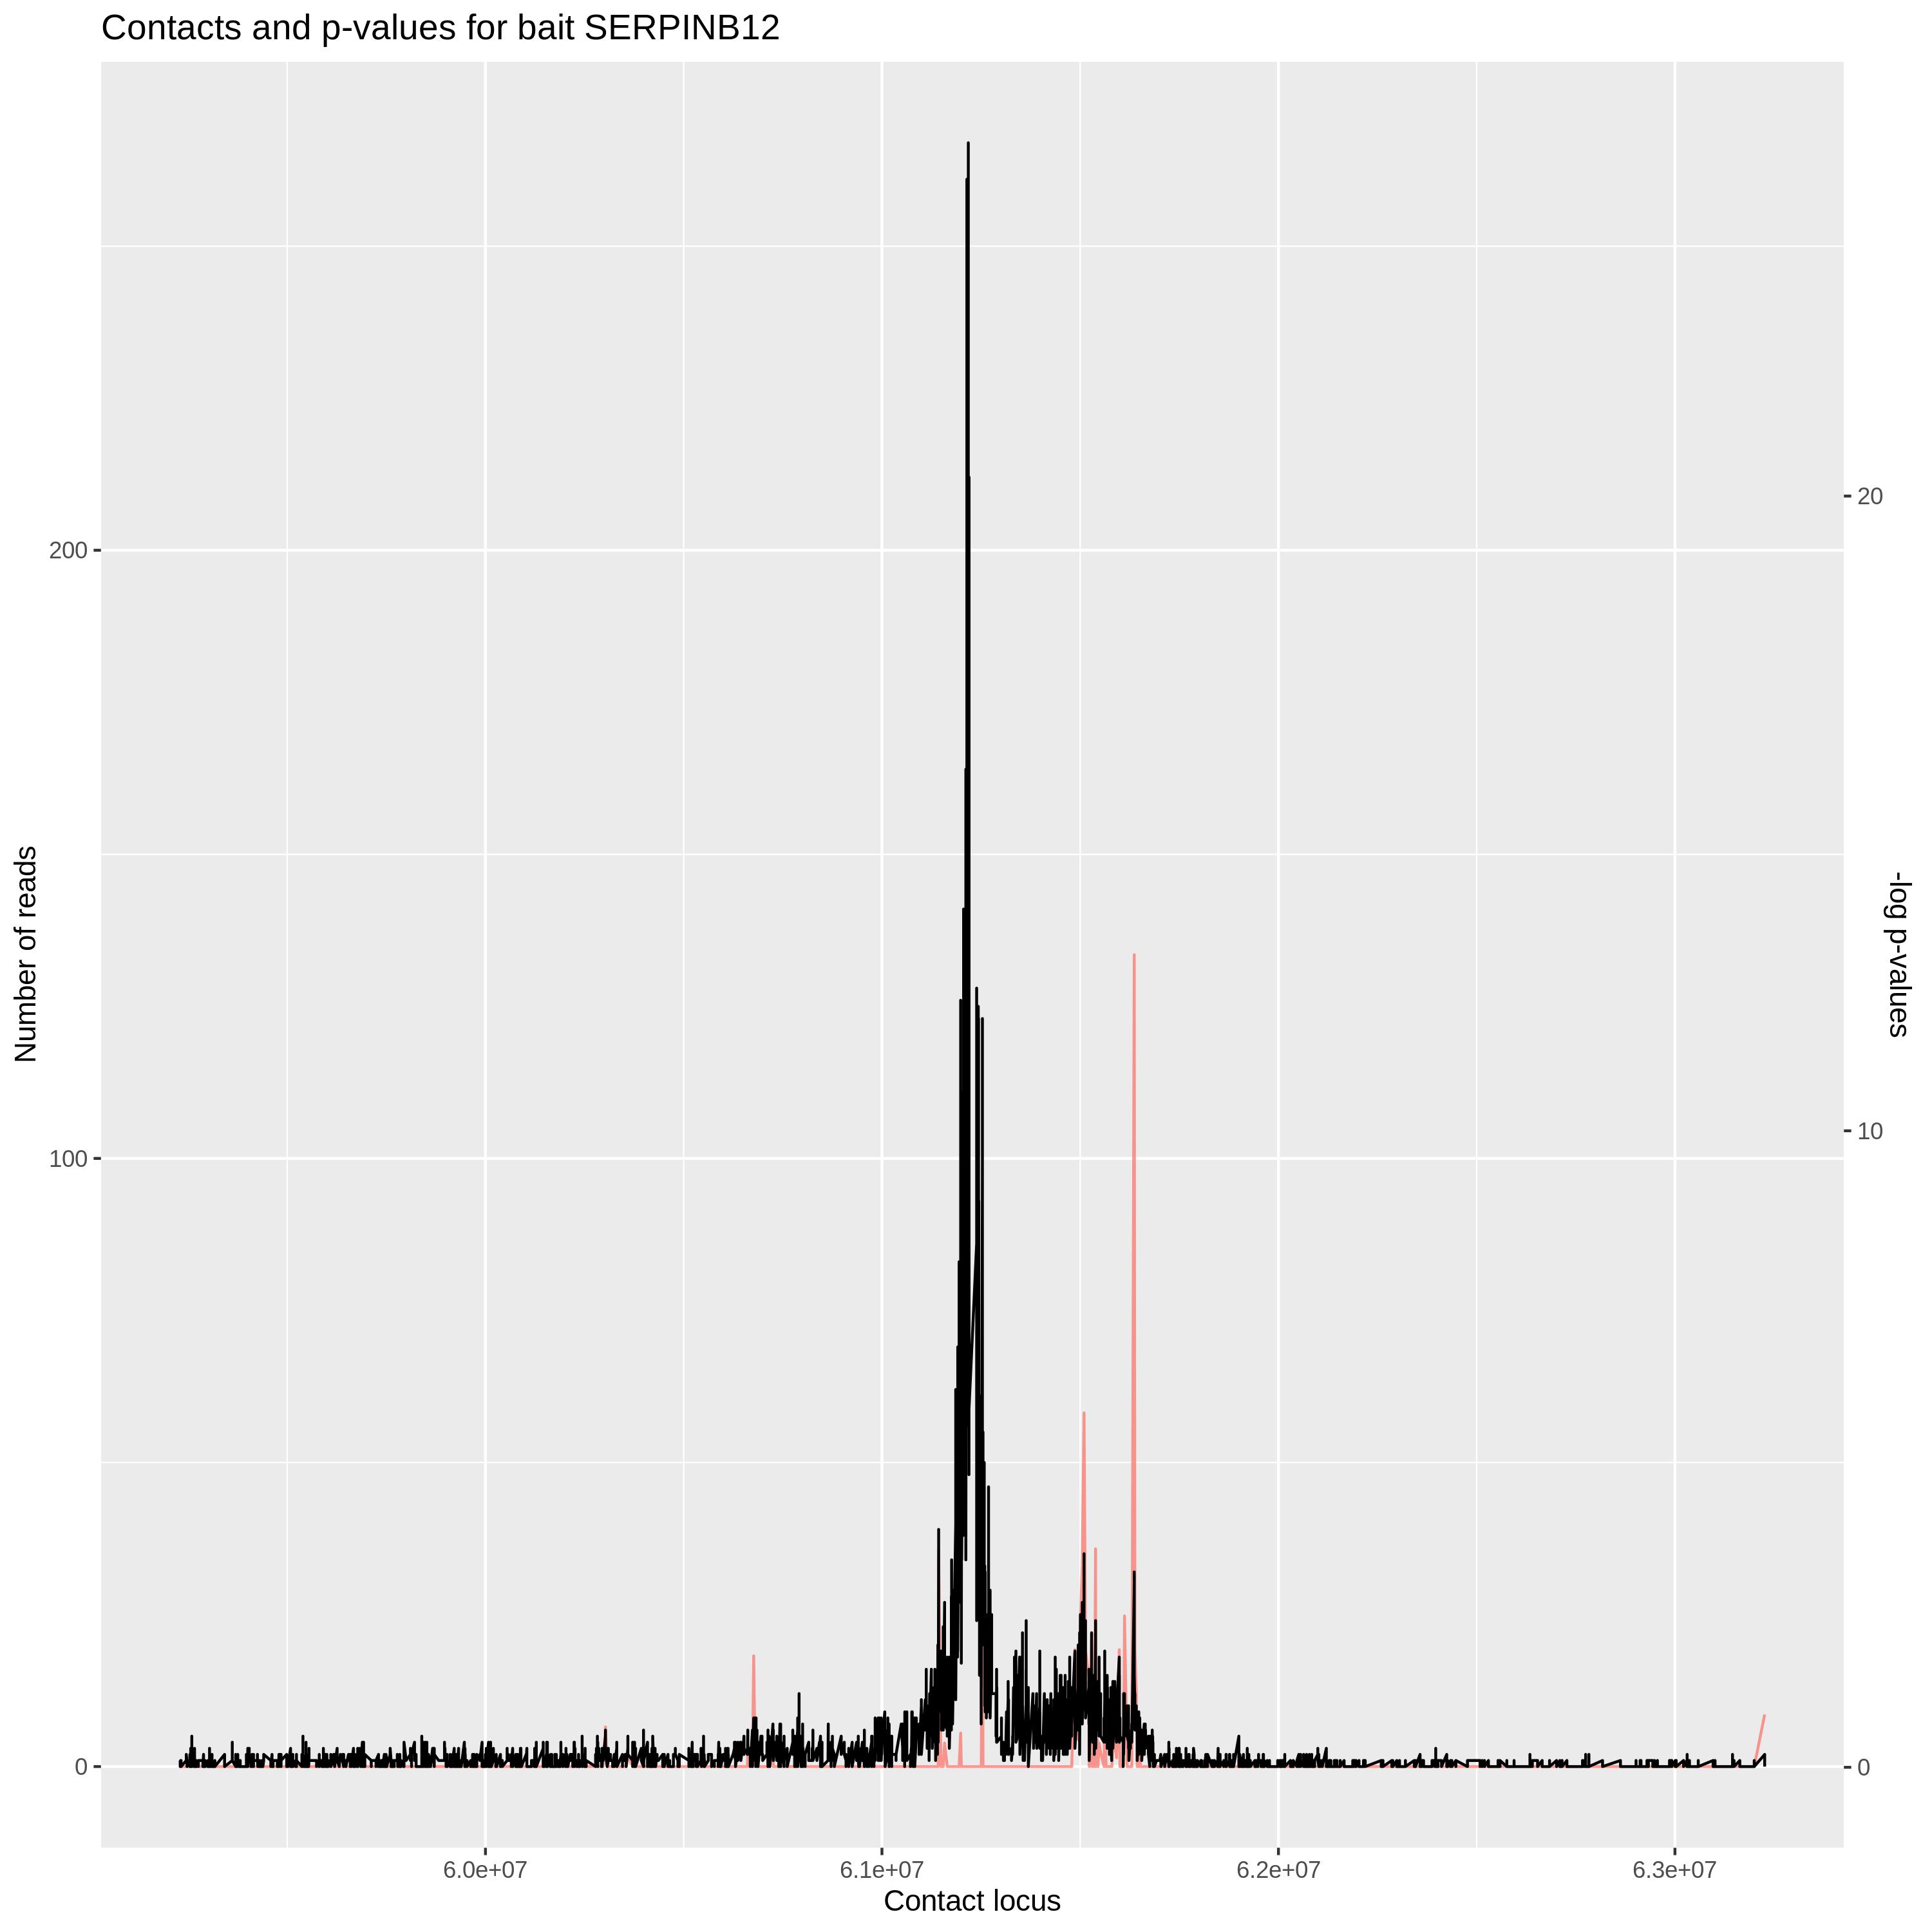 Contacts and p-values for bait SERPINB12
Number of reads
200
100
0
20
10
0
-log p-values
6.0e+07 6.1e+07 6.2e+07 6.3e+07
Contact locus